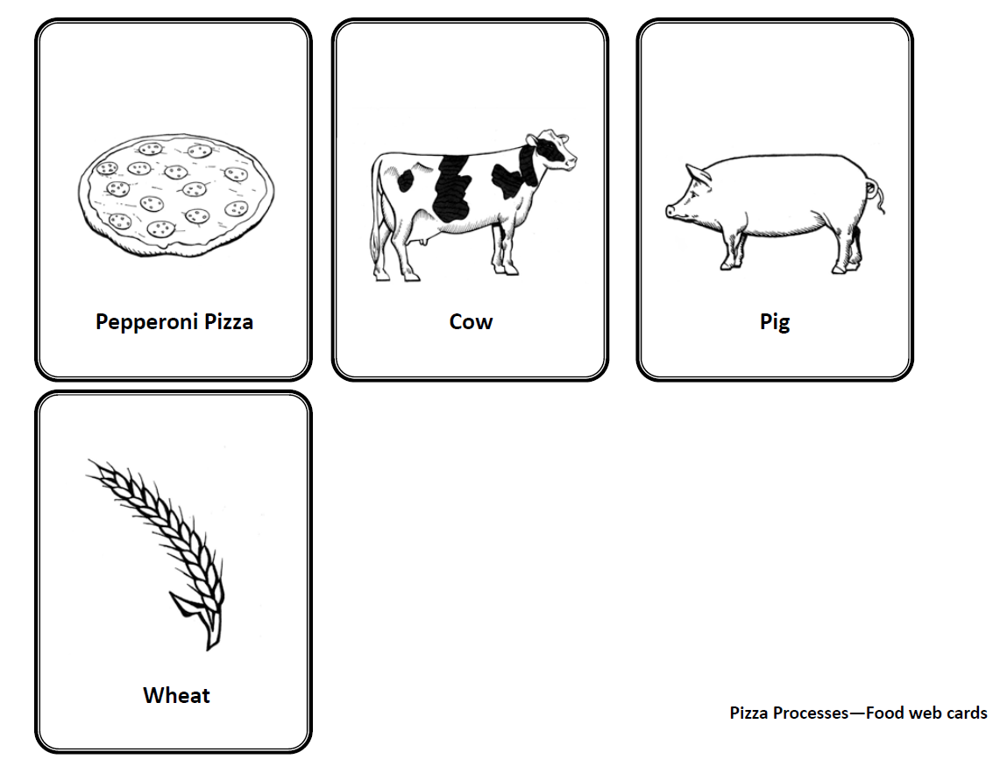 Pepperoni Pizza
Cow
Pig
Wheat
Pizza Processes—Food web cards